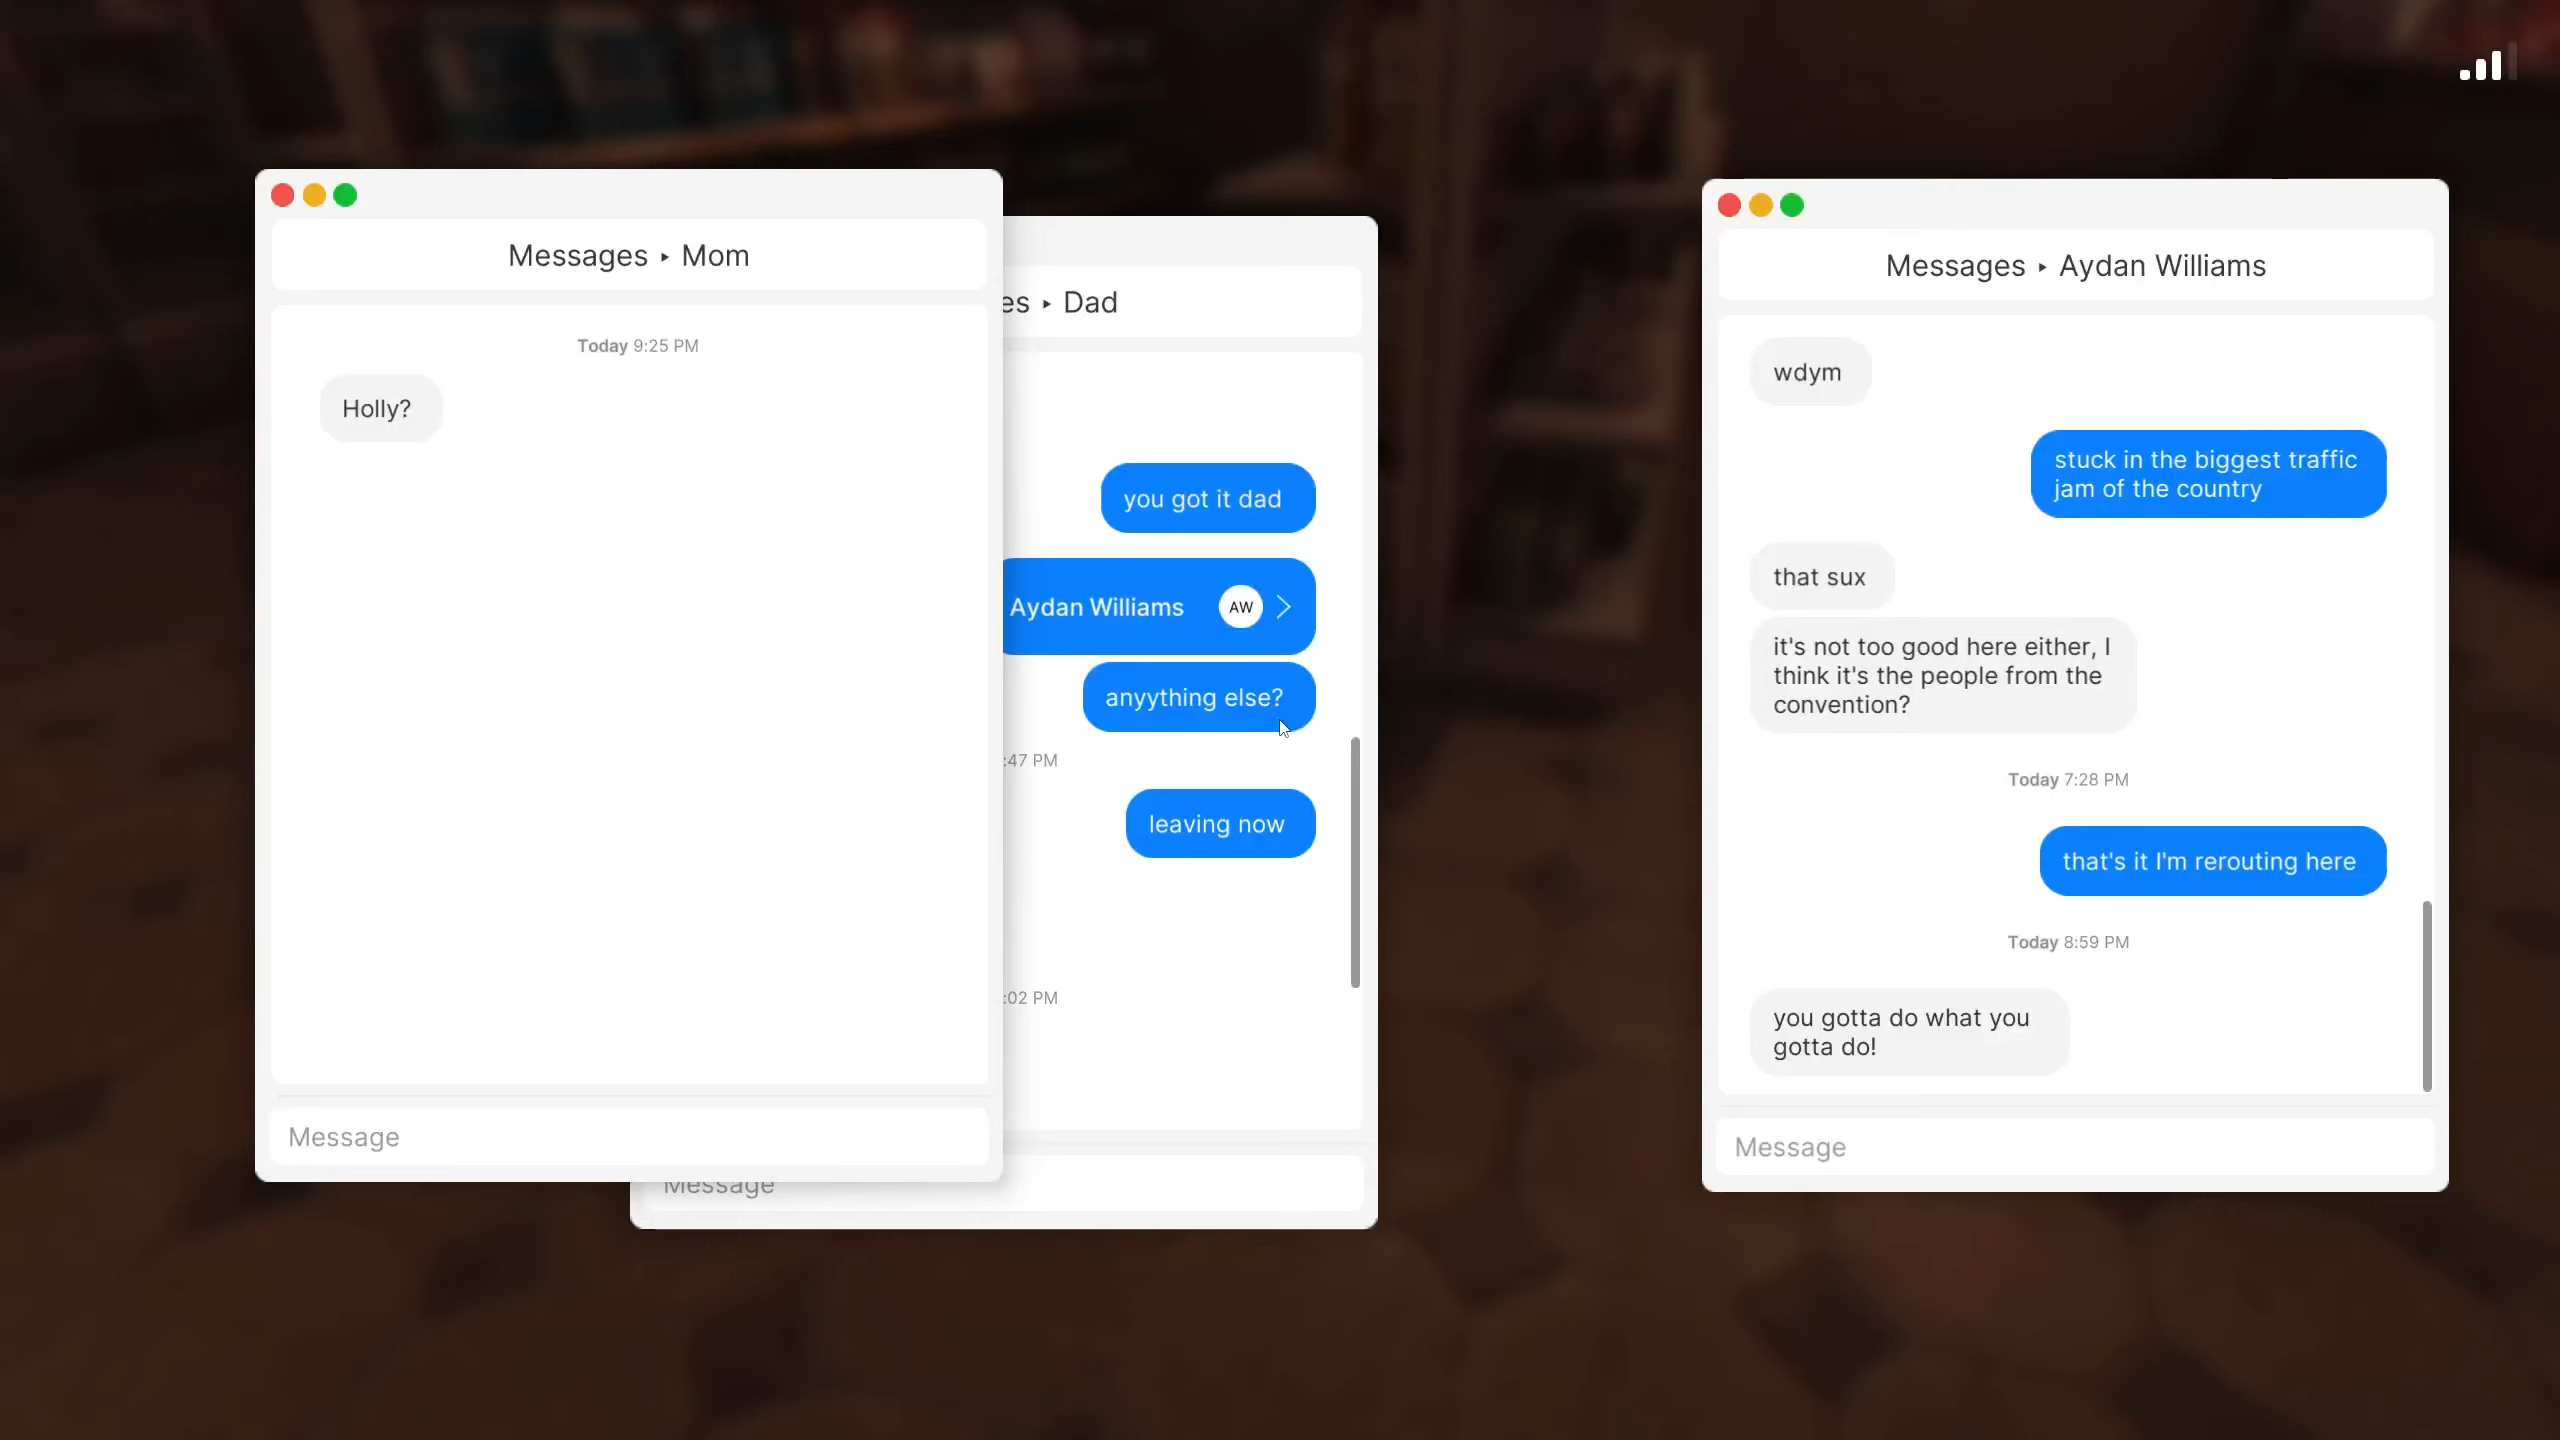 Messages ▸ Mom
Today 9:25 PM
Holly?
Message
es ▸ Dad
you got it dad
Aydan Williams
AW
anyything else?
:47 PM
leaving now
:02 PM
Message
Messages ▸ Aydan Williams
wdym
stuck in the biggest traffic
jam of the country
that sux
it's not too good here either, I
think it's the people from the
convention?
Today 7:28 PM
that's it I'm rerouting here
Today 8:59 PM
you gotta do what you
gotta do!
Message